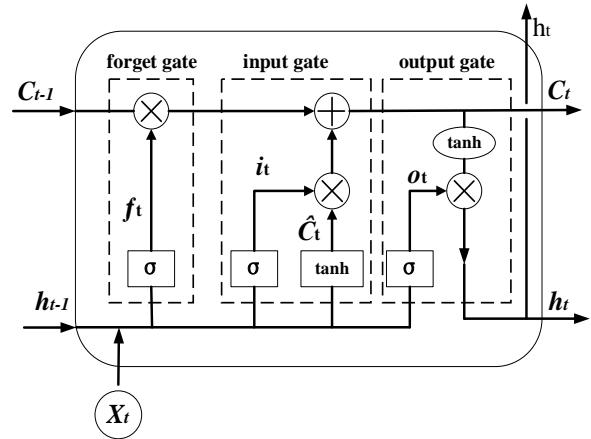 ht
forget gate
input gate
output gate
Ct-1
Ct
tanh
it
ot
ft
Ĉt
σ
σ
tanh
σ
ht-1
ht
Xt